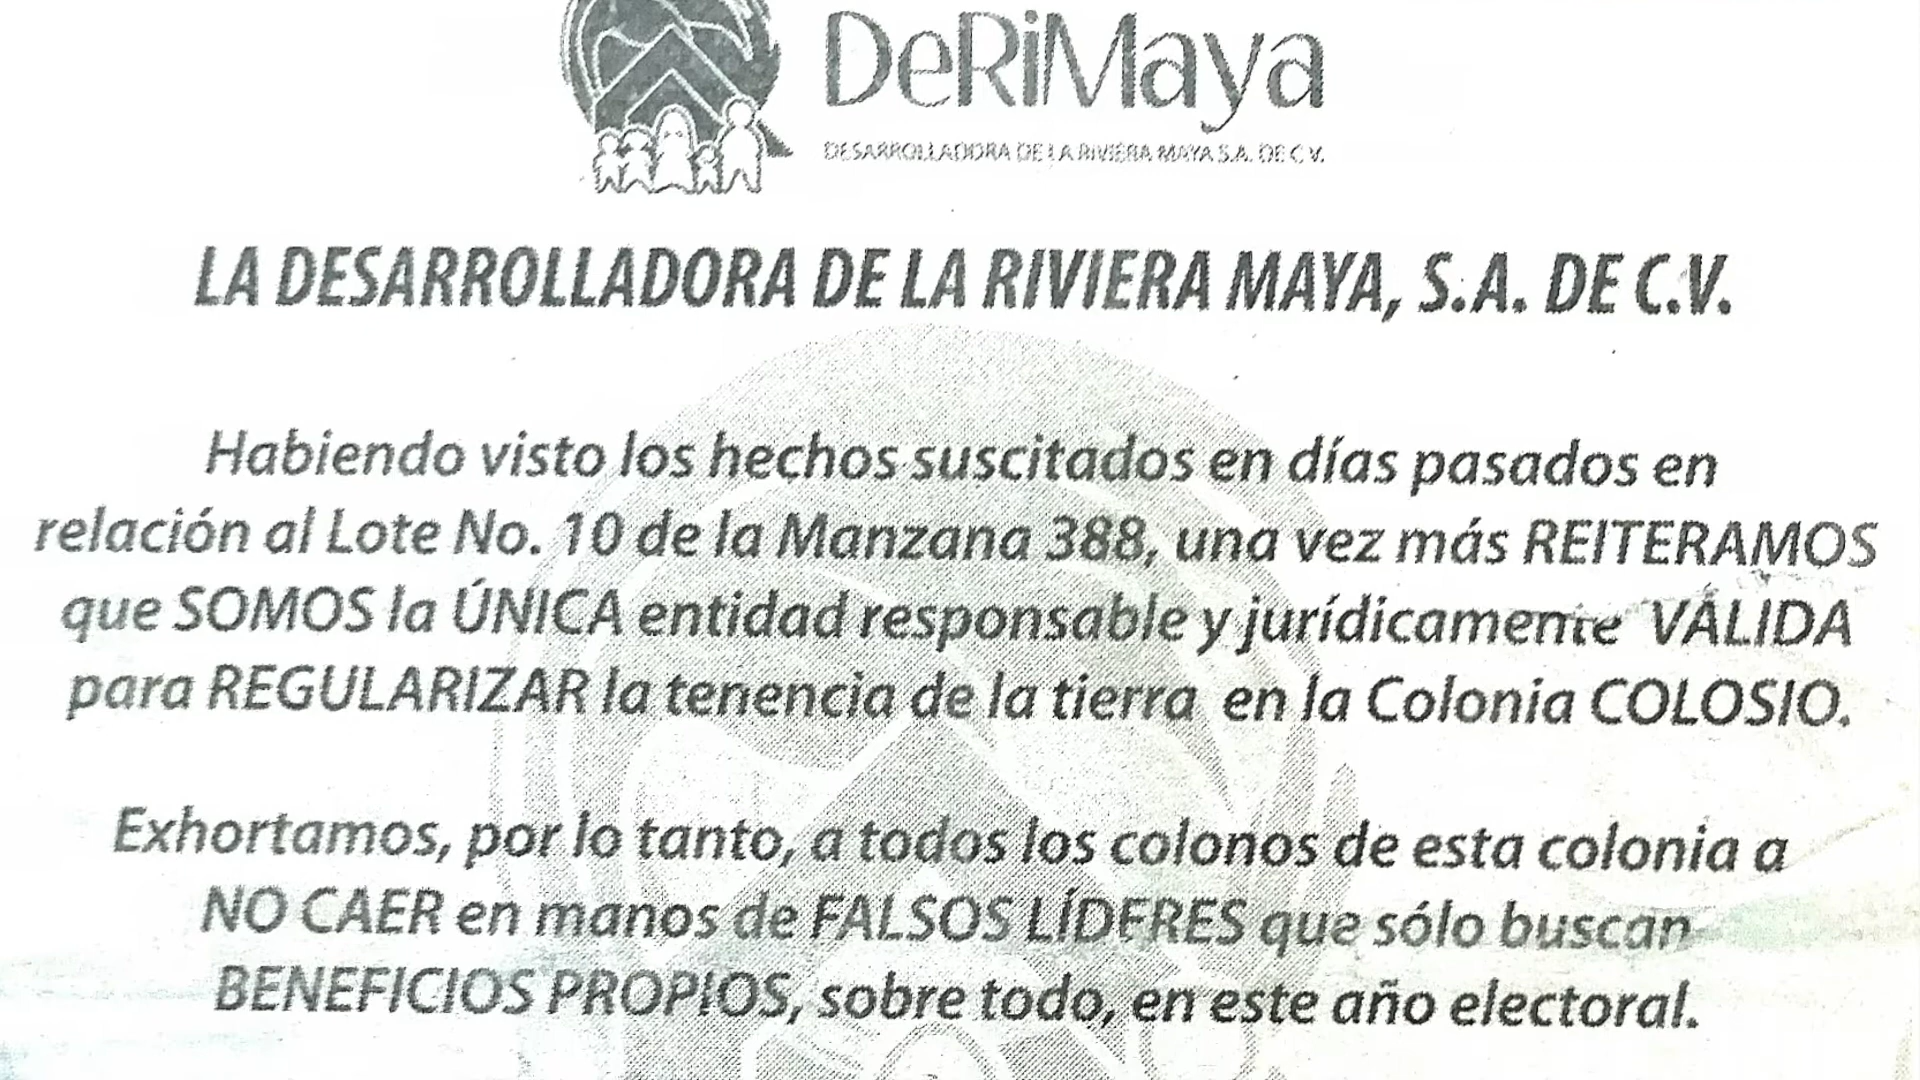 DeRiMaya
DESARROLLADORA DE LA RIVIERA MAYA S.A. DE C.V.
LA DESARROLLADORA DE LA RIVIERA MAYA, S.A. DE C.V.
Habiendo visto los hechos suscitados en días pasados en
relación al Lote No. 10 de la Manzana 388, una vez más REITERAMOS
que SOMOS la ÚNICA entidad responsable y jurídicamente VÁLIDA
para REGULARIZAR la tenencia de la tierra en la Colonia COLOSIO.
Exhortamos, por lo tanto, a todos los colonos de esta colonia a
NO CAER en manos de FALSOS LÍDERES que sólo buscan
BENEFICIOS PROPIOS, sobre todo, en este año electoral.